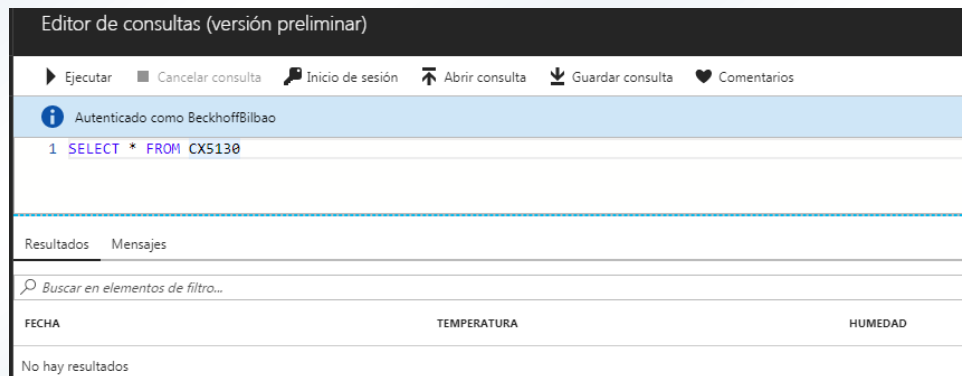 Editor de consultas (versión preliminar)
Ejecutar Cancelar consulta Inicio de sesión Abrir consulta Guardar consulta Comentarios
Autenticado como BeckhoffBilbao
1 SELECT * FROM CX5130
Resultados Mensajes
Buscar en elementos de filtro...
FECHA TEMPERATURA HUMEDAD
No hay resultados